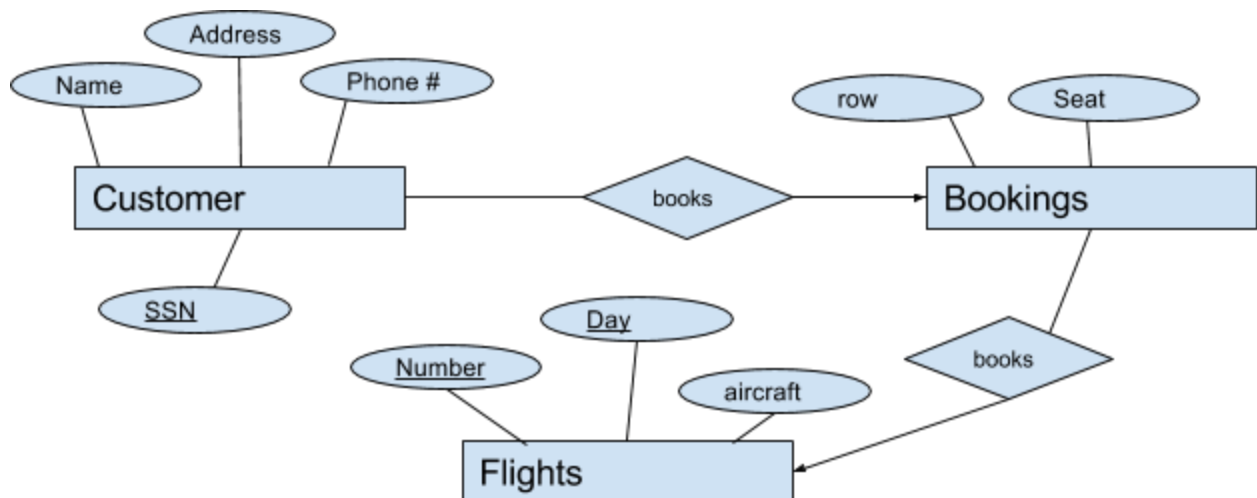 Address
Name
Phone #
row
Seat
Customer
books
Bookings
SSN
Day
Number
books
aircraft
Flights